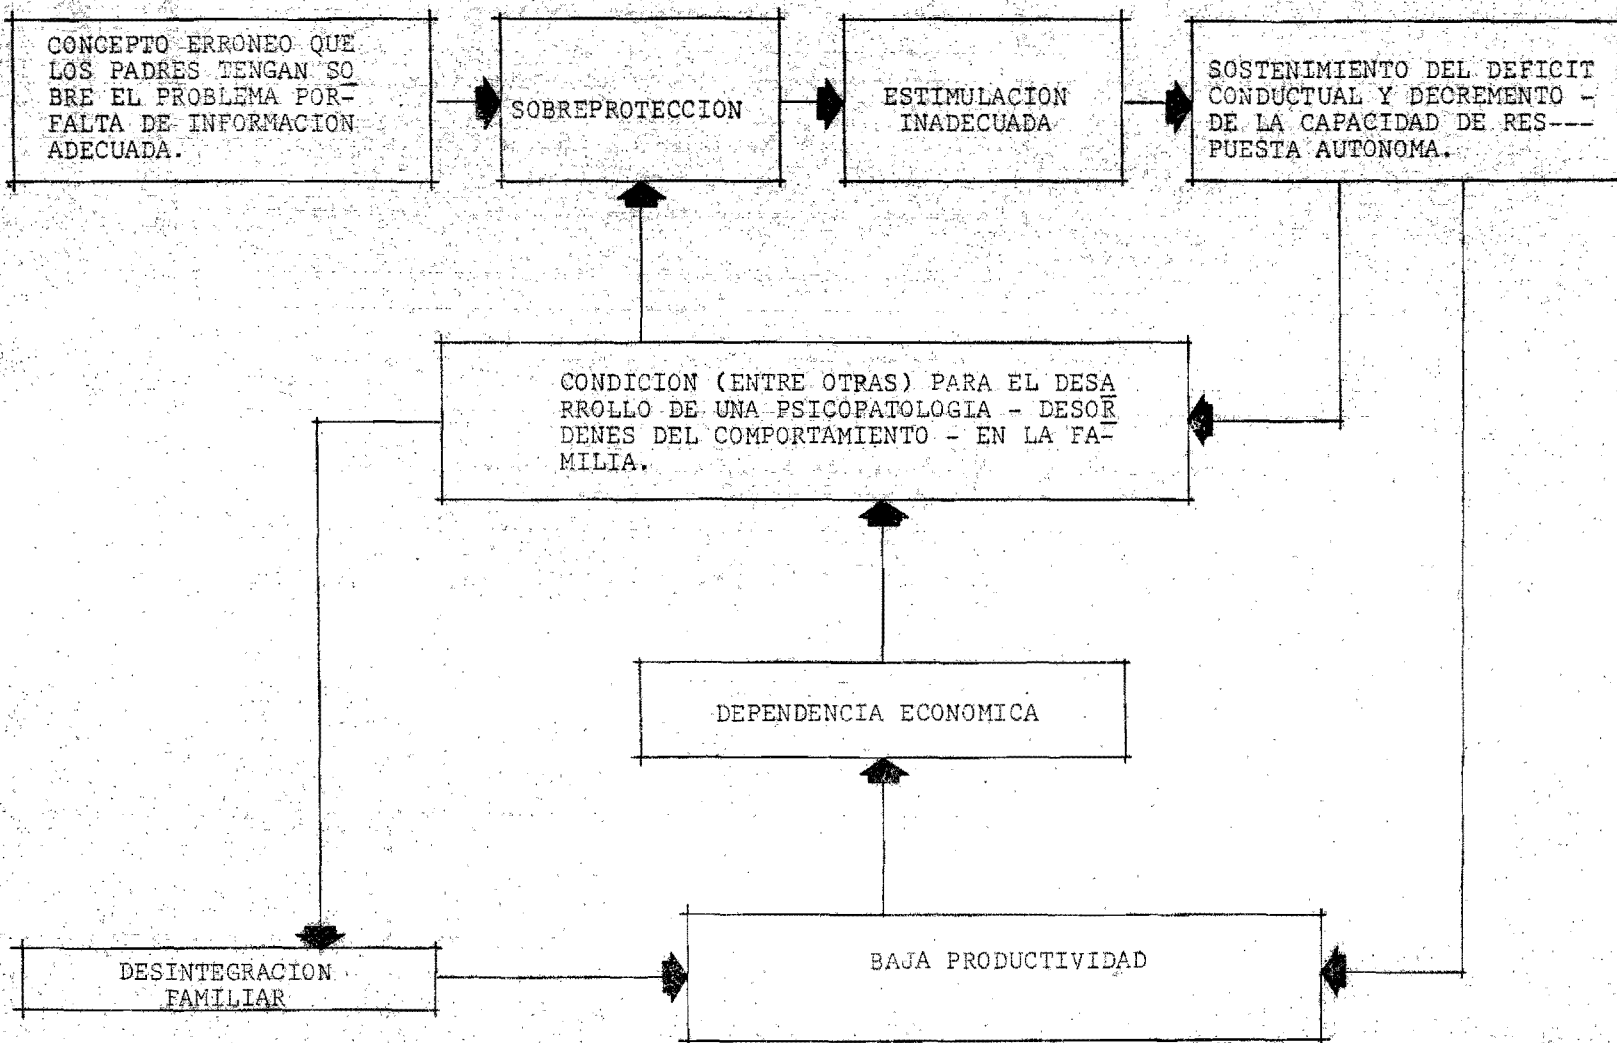 CONCEPTO ERRONEO QUE
LOS PADRES TENGAN SO
BRE EL PROBLEMA POR-
FALTA DE INFORMACION
ADECUADA.
SOBREPROTECCION
ESTIMULACION
INADECUADA
SOSTENIMIENTO DEL DEFICIT
CONDUCTUAL Y DECREMENTO -
DE LA CAPACIDAD DE RES---
PUESTA AUTONOMA.
CONDICION (ENTRE OTRAS) PARA EL DESA
RROLLO DE UNA PSICOPATOLOGIA - DESOR
DENES DEL COMPORTAMIENTO - EN LA FA-
MILIA.
DEPENDENCIA ECONOMICA
DESINTEGRACION
FAMILIAR
BAJA PRODUCTIVIDAD